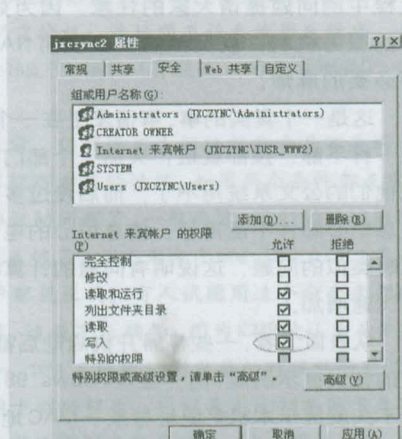 jxczync2 属性
常规 共享 安全 Web 共享 自定义
组或用户名称(G):
Administrators (JXCZYNC\Administrators)
CREATOR OWNER
Internet 来宾帐户 (JXCZYNC\IUSR_WWW2)
SYSTEM
Users (JXCZYNC\Users)
添加(D)... 删除(R)
Internet 来宾帐户 的权限
(P) 允许 拒绝
完全控制
修改
读取和运行
列出文件夹目录
读取
写入
特别的权限
特别权限或高级设置，请单击“高级”。 高级(V)
确定 取消 应用(A)